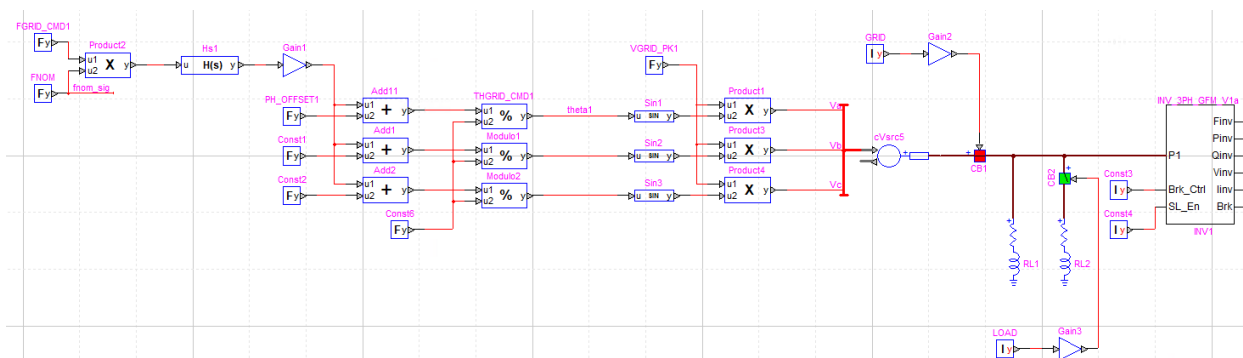 FGRID_CMD1
Fy
Product2
u1
u2
X
y
FNOM
Fy
fnom_sig
Hs1
u
H(s)
y
Gain1
PH_OFFSET1
Fy
Const1
Fy
Const2
Fy
Add11
u1
u2
+
y
Add1
u1
u2
+
y
Add2
u1
u2
+
y
Const6
Fy
THGRID_CMD1
u1
u2
%
y
theta1
Modulo1
u1
u2
%
y
Modulo2
u1
u2
%
y
Sin1
u
SIN
y
Sin2
u
SIN
y
Sin3
u
SIN
y
VGRID_PK1
Fy
Product1
u1
u2
X
y
Product3
u1
u2
X
y
Product4
u1
u2
X
y
Vb
Vc
cVsrc5
+
GRID
I y
Gain2
+
CB1
+
RL1
+
CB2
+
RL2
LOAD
I y
Gain3
Const3
I y
Const4
I y
INV_3PH_GFM_V1a
P1
Brk_Ctrl
SL_En
Finv
Pinv
Qinv
Vinv
Iinv
Brk
INV1